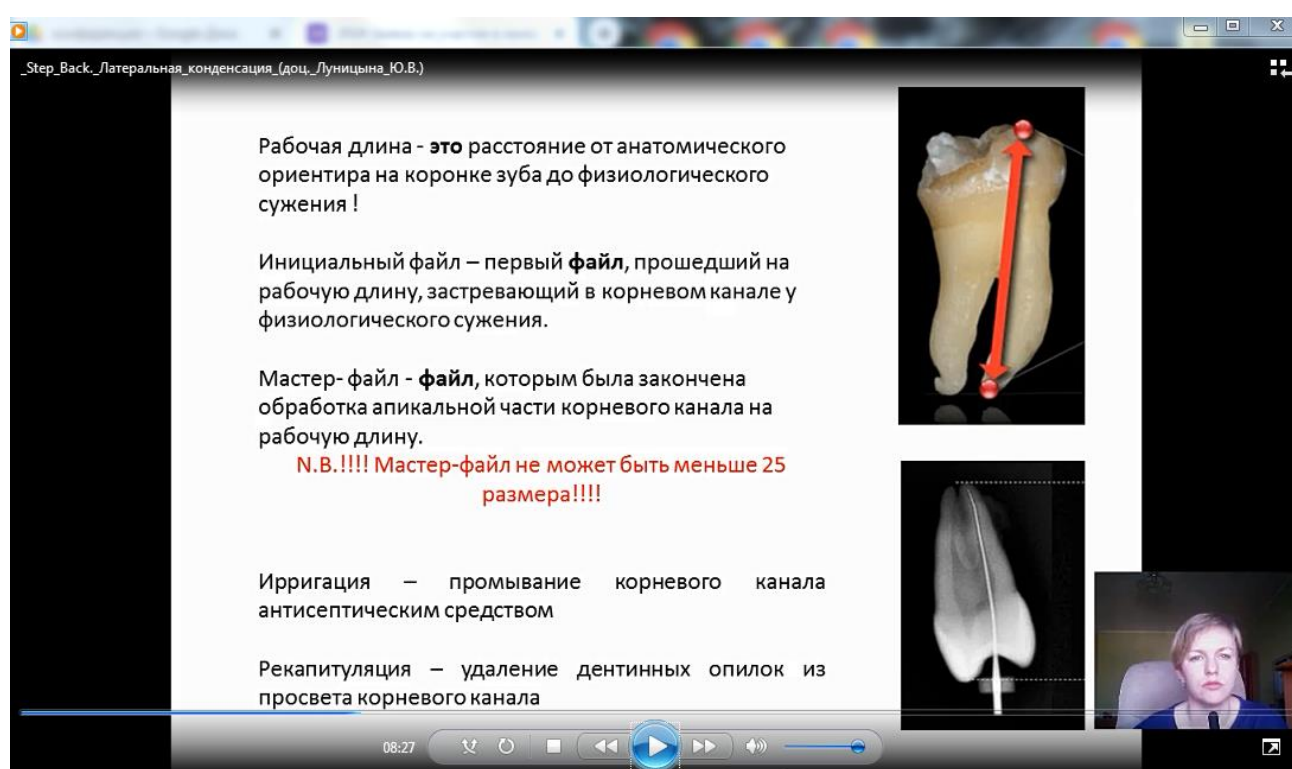 _Step_Back._Латеральная_конденсация_(доц._Луницына_Ю.В.)
Рабочая длина - это расстояние от анатомического
ориентира на коронке зуба до физиологического
сужения !
Инициальный файл – первый файл, прошедший на
рабочую длину, застревающий в корневом канале у
физиологического сужения.
Мастер- файл - файл, которым была закончена
обработка апикальной части корневого канала на
рабочую длину.
N.B.!!!! Мастер-файл не может быть меньше 25
размера!!!!
Ирригация – промывание корневого канала
антисептическим средством
Рекапитуляция – удаление дентинных опилок из
просвета корневого канала
08:27